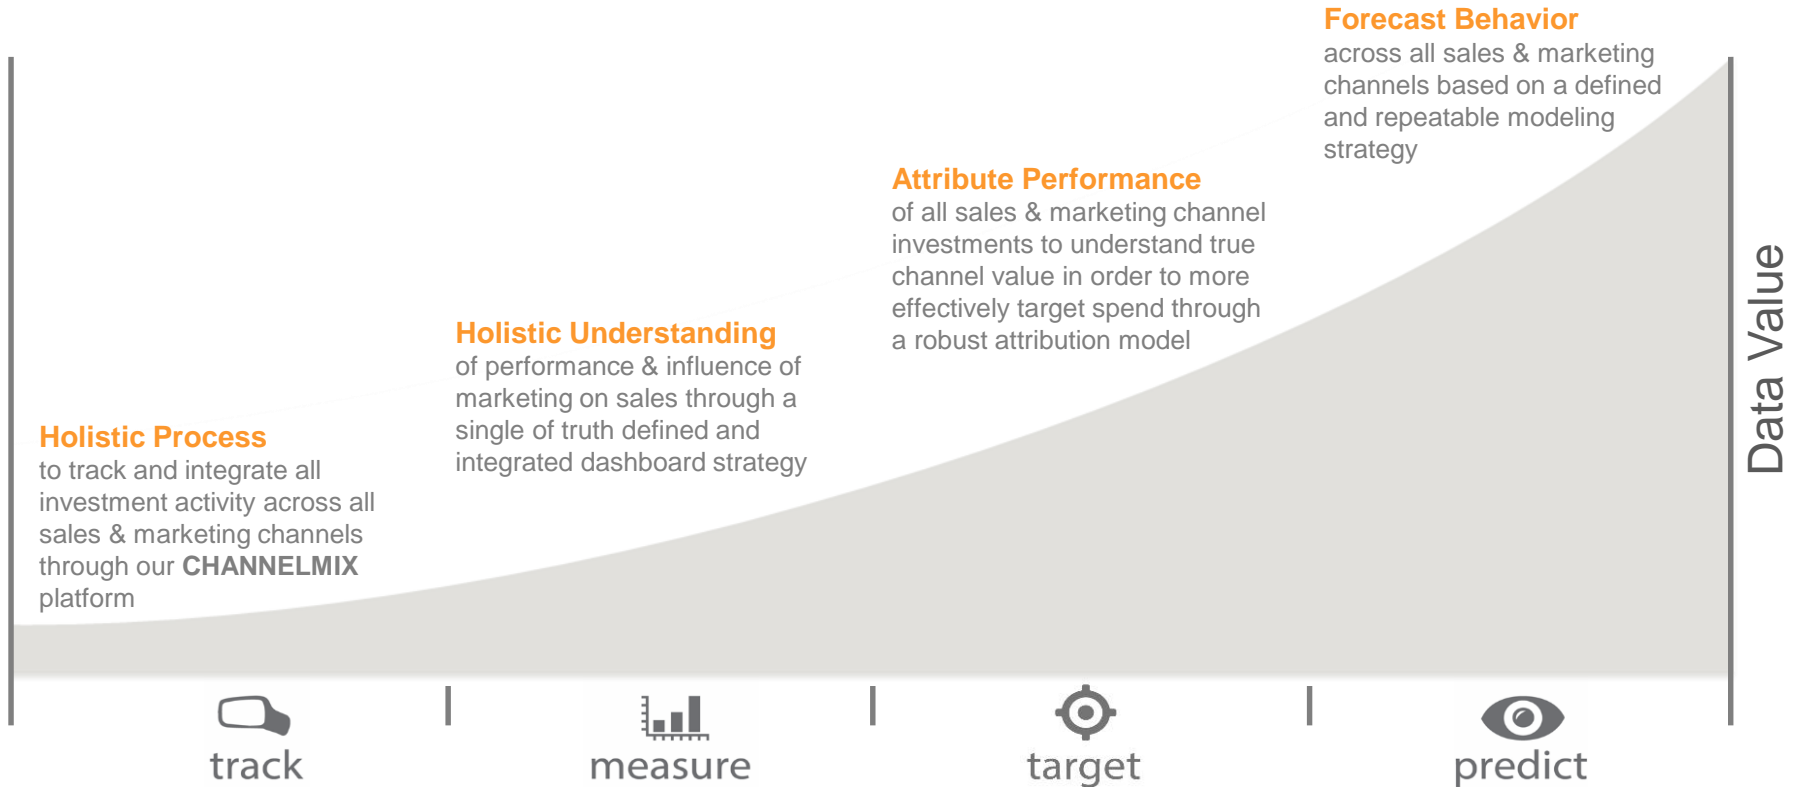 Forecast Behavior
across all sales & marketing
channels based on a defined
and repeatable modeling
strategy
Attribute Performance
of all sales & marketing channel
investments to understand true
channel value in order to more
effectively target spend through
a robust attribution model
Holistic Understanding
of performance & influence of
marketing on sales through a
single of truth defined and
integrated dashboard strategy
Holistic Process
to track and integrate all
investment activity across all
sales & marketing channels
through our CHANNELMIX
platform
Data Value
track
measure
target
predict